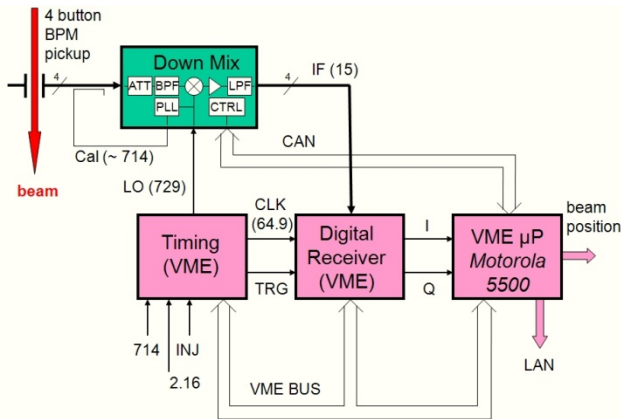 4 button
BPM
pickup
4
Down Mix
ATT
BPF
LPF
PLL
CTRL
4
IF (15)
Cal (~ 714)
CAN
beam
LO (729)
CLK
(64.9)
beam
position
Timing
(VME)
Digital
Receiver
(VME)
I
VME µP
Motorola
5500
TRG
Q
714
INJ
2.16
VME BUS
LAN